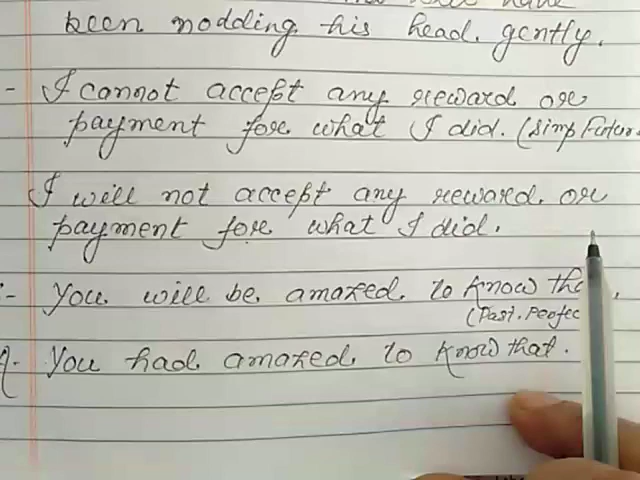 been nodding his head. gently.
- I cannot accept any reward or
payment for what I did. (Simp Futur
I will not accept any reward. or
payment for what I did.
- You will be amazed. to know tha
(Past. Perfec
- You had amazed to know that.